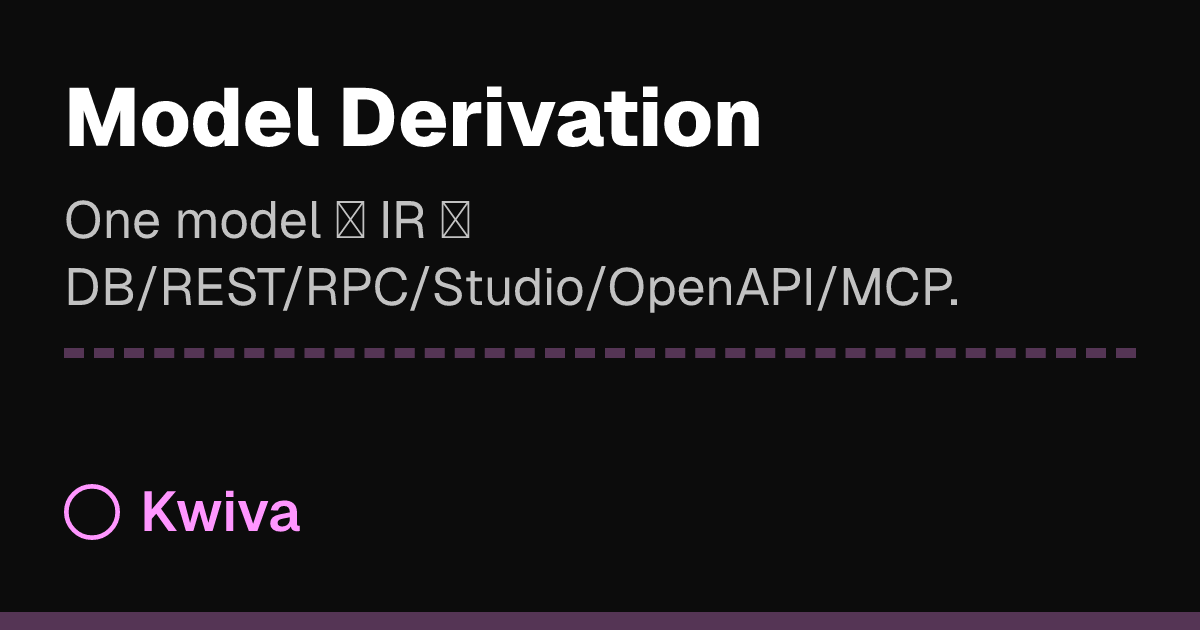 Model Derivation
One model IR
DB/REST/RPC/Studio/OpenAPI/MCP.
Kwiva